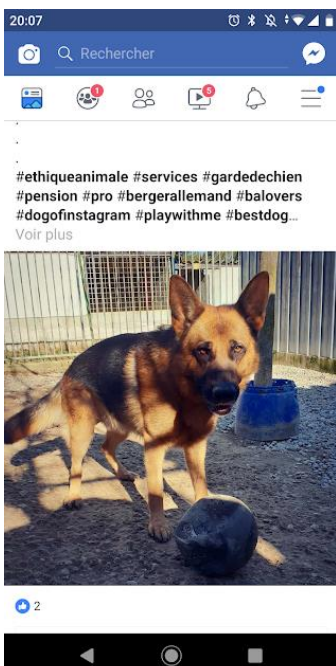 20:07
Rechercher
1
5
.
.
.
#ethiqueanimale #services #gardedechien
#pension #pro #bergerallemand #balovers
#dogofinstagram #playwithme #bestdog...
Voir plus
2